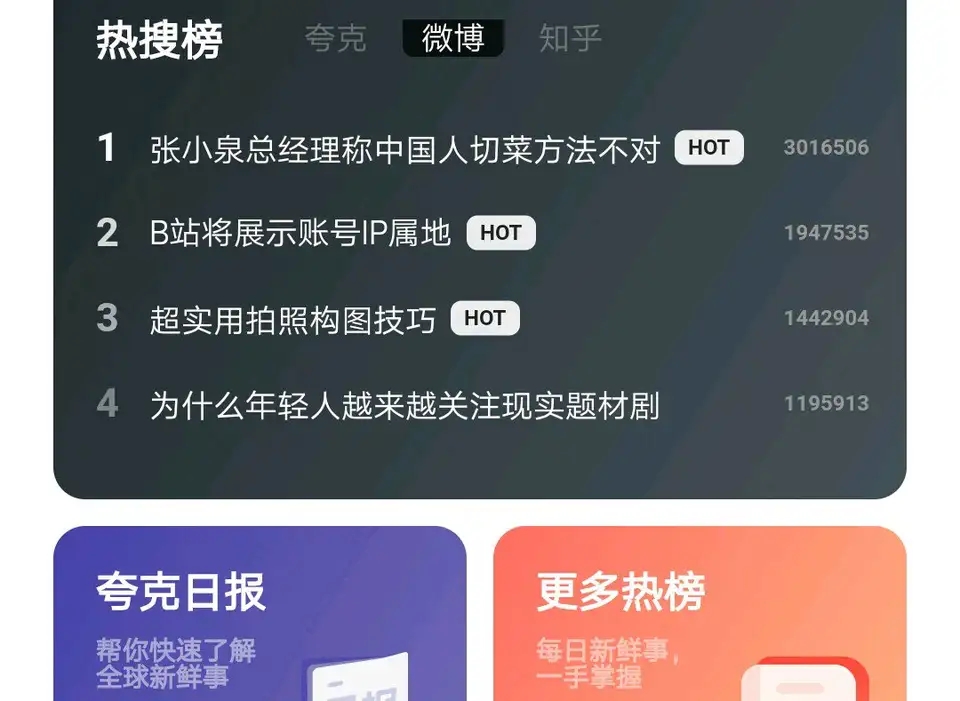 热搜榜 夸克 微博 知乎
1 张小泉总经理称中国人切菜方法不对 HOT 3016506
2 B站将展示账号IP属地 HOT 1947535
3 超实用拍照构图技巧 HOT 1442904
4 为什么年轻人越来越关注现实题材剧 1195913
夸克日报
帮你快速了解
全球新鲜事
更多热榜
每日新鲜事，
一手掌握